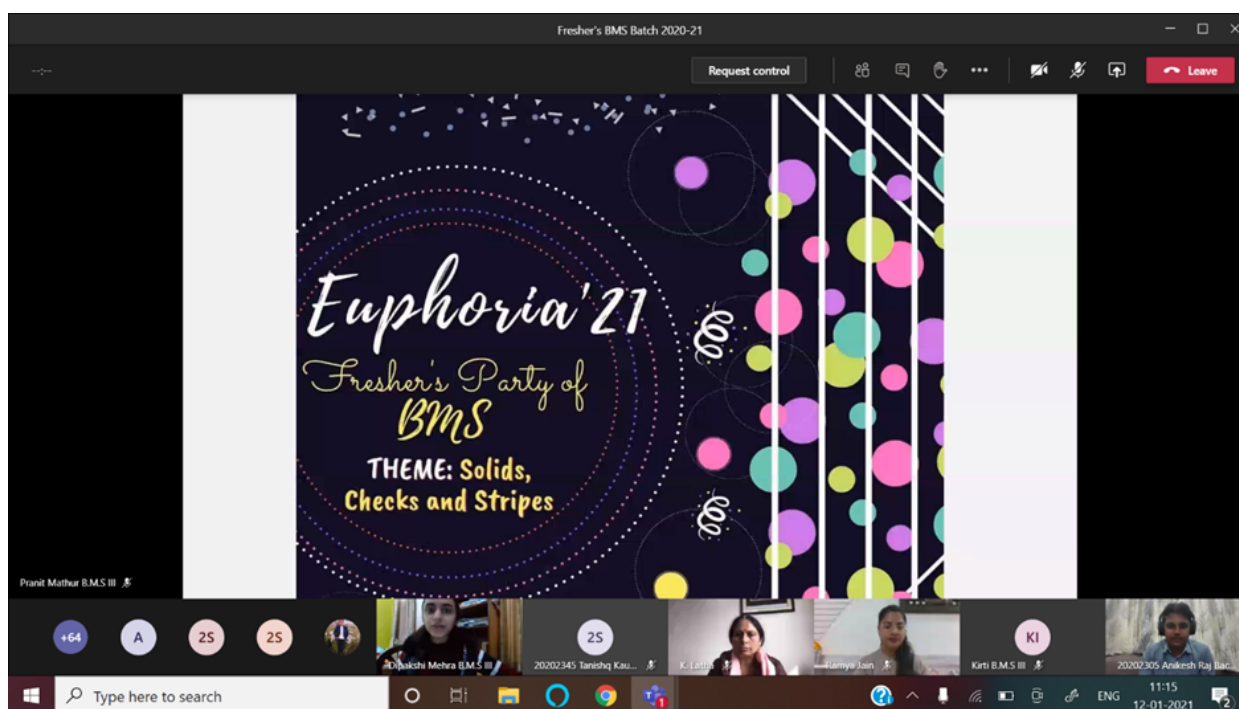 Fresher's BMS Batch 2020-21
--:--
Request control
Leave
Euphoria'21
Fresher's Party of
BMS
THEME: Solids,
Checks and Stripes
Pranit Mathur B.M.S III
+64
A
2S
2S
Dipakshi Mehra B.M.S III
2S
20202345 Tanishq Kau...
K. Latha
Ramya Jain
KI
Kirti B.M.S III
20202305 Anikesh Raj Bac...
Type here to search
1
ENG
11:15
12-01-2021
2